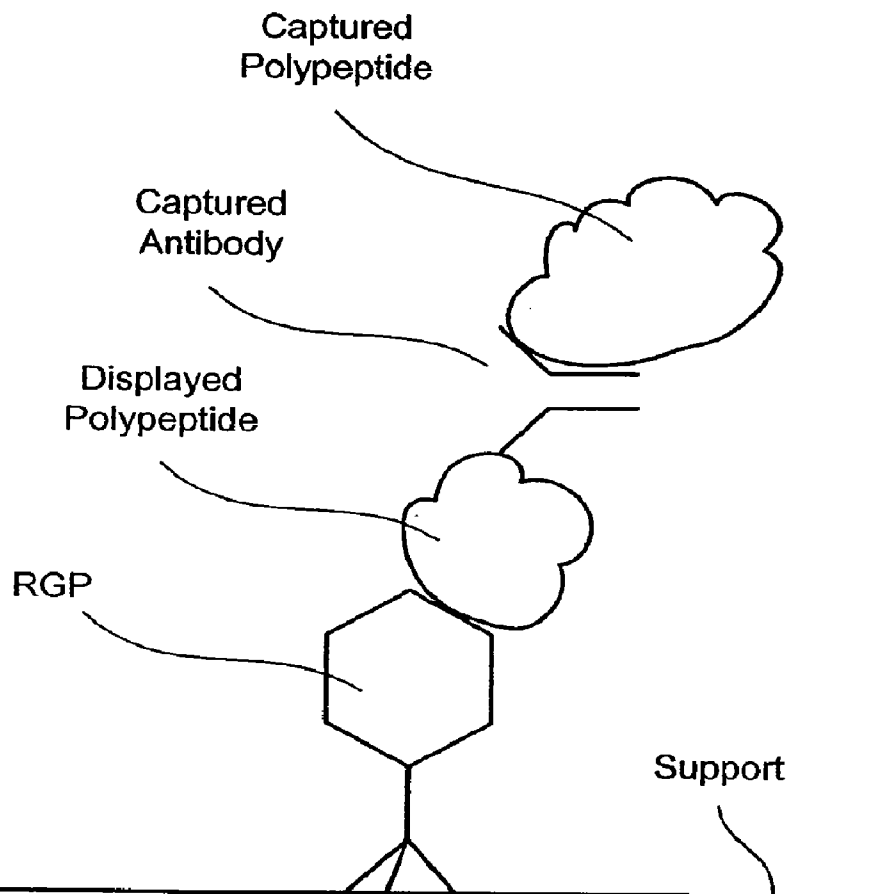 Captured
Polypeptide
Captured
Antibody
Displayed
Polypeptide
RGP
Support